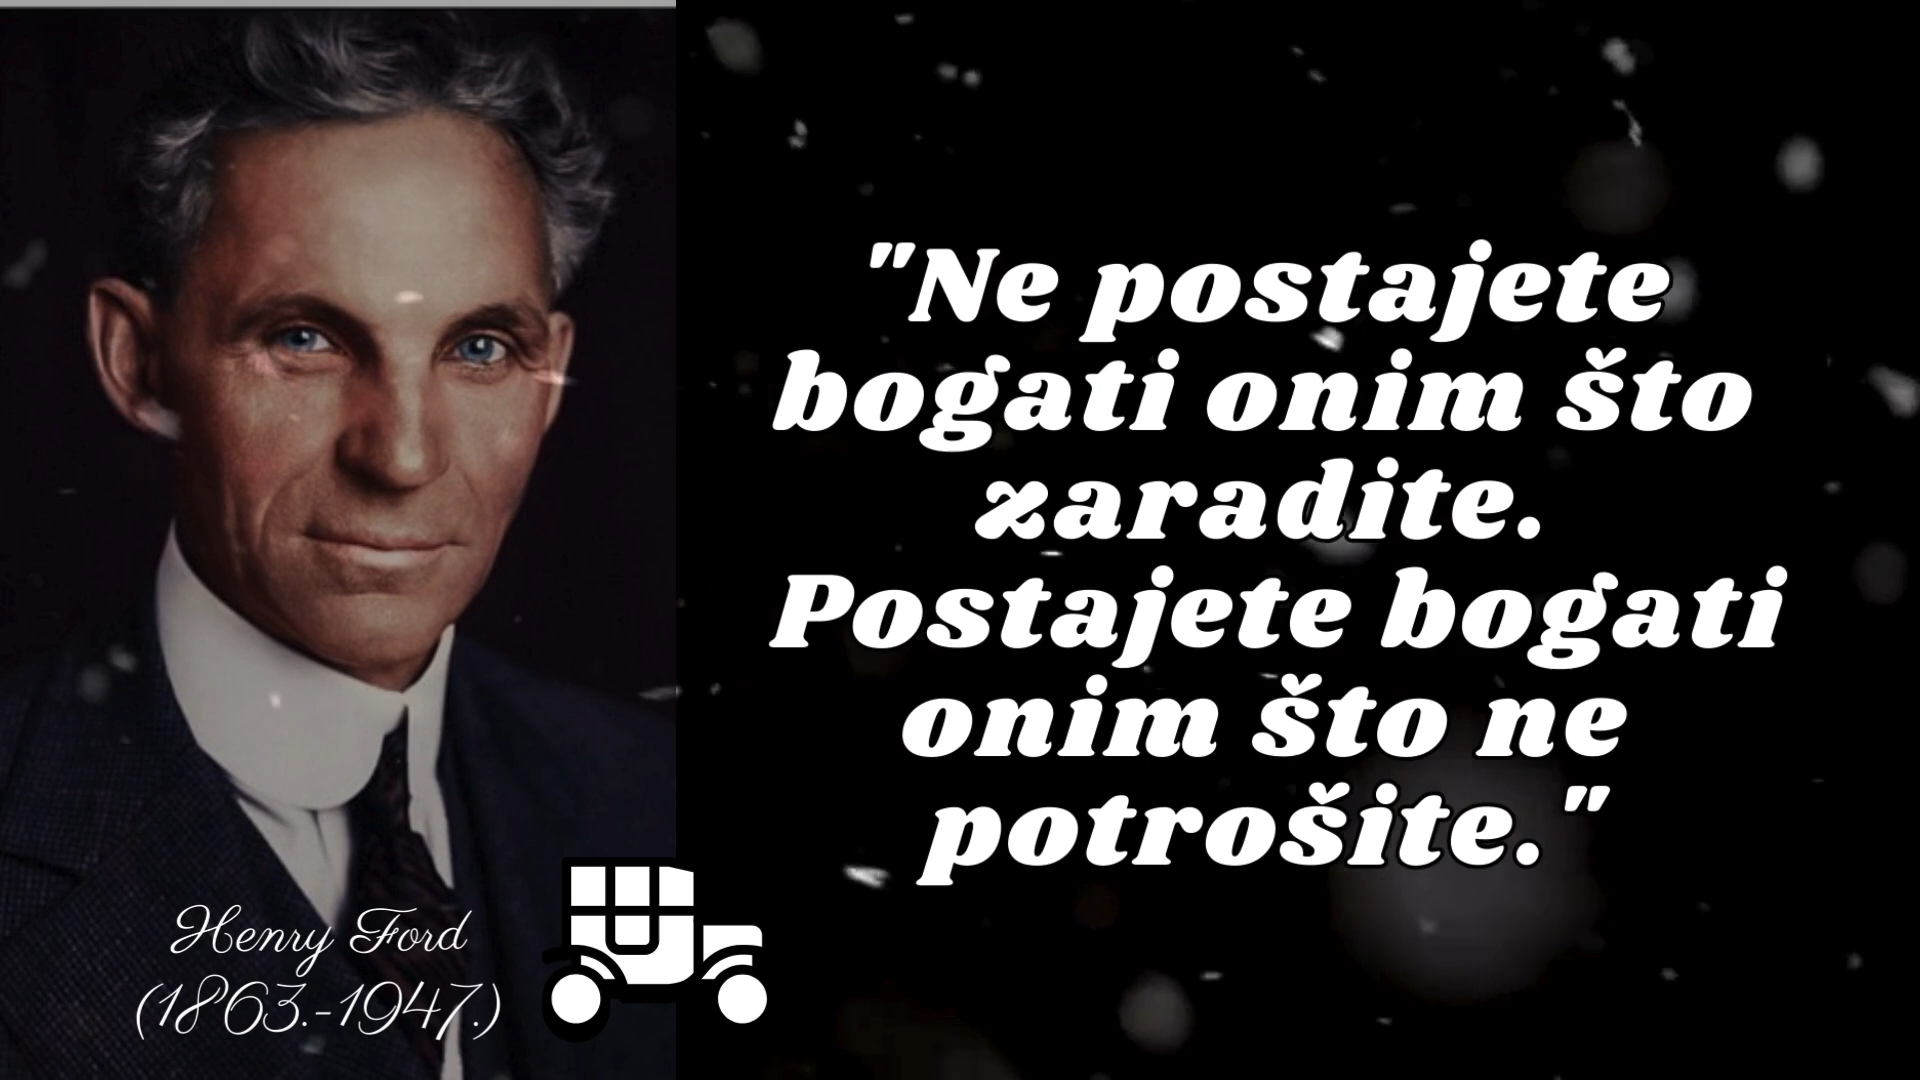 "Ne postajete
bogati onim što
zaradite.
Postajete bogati
onim što ne
potrošite."
Henry Ford
(1863.-1947.)